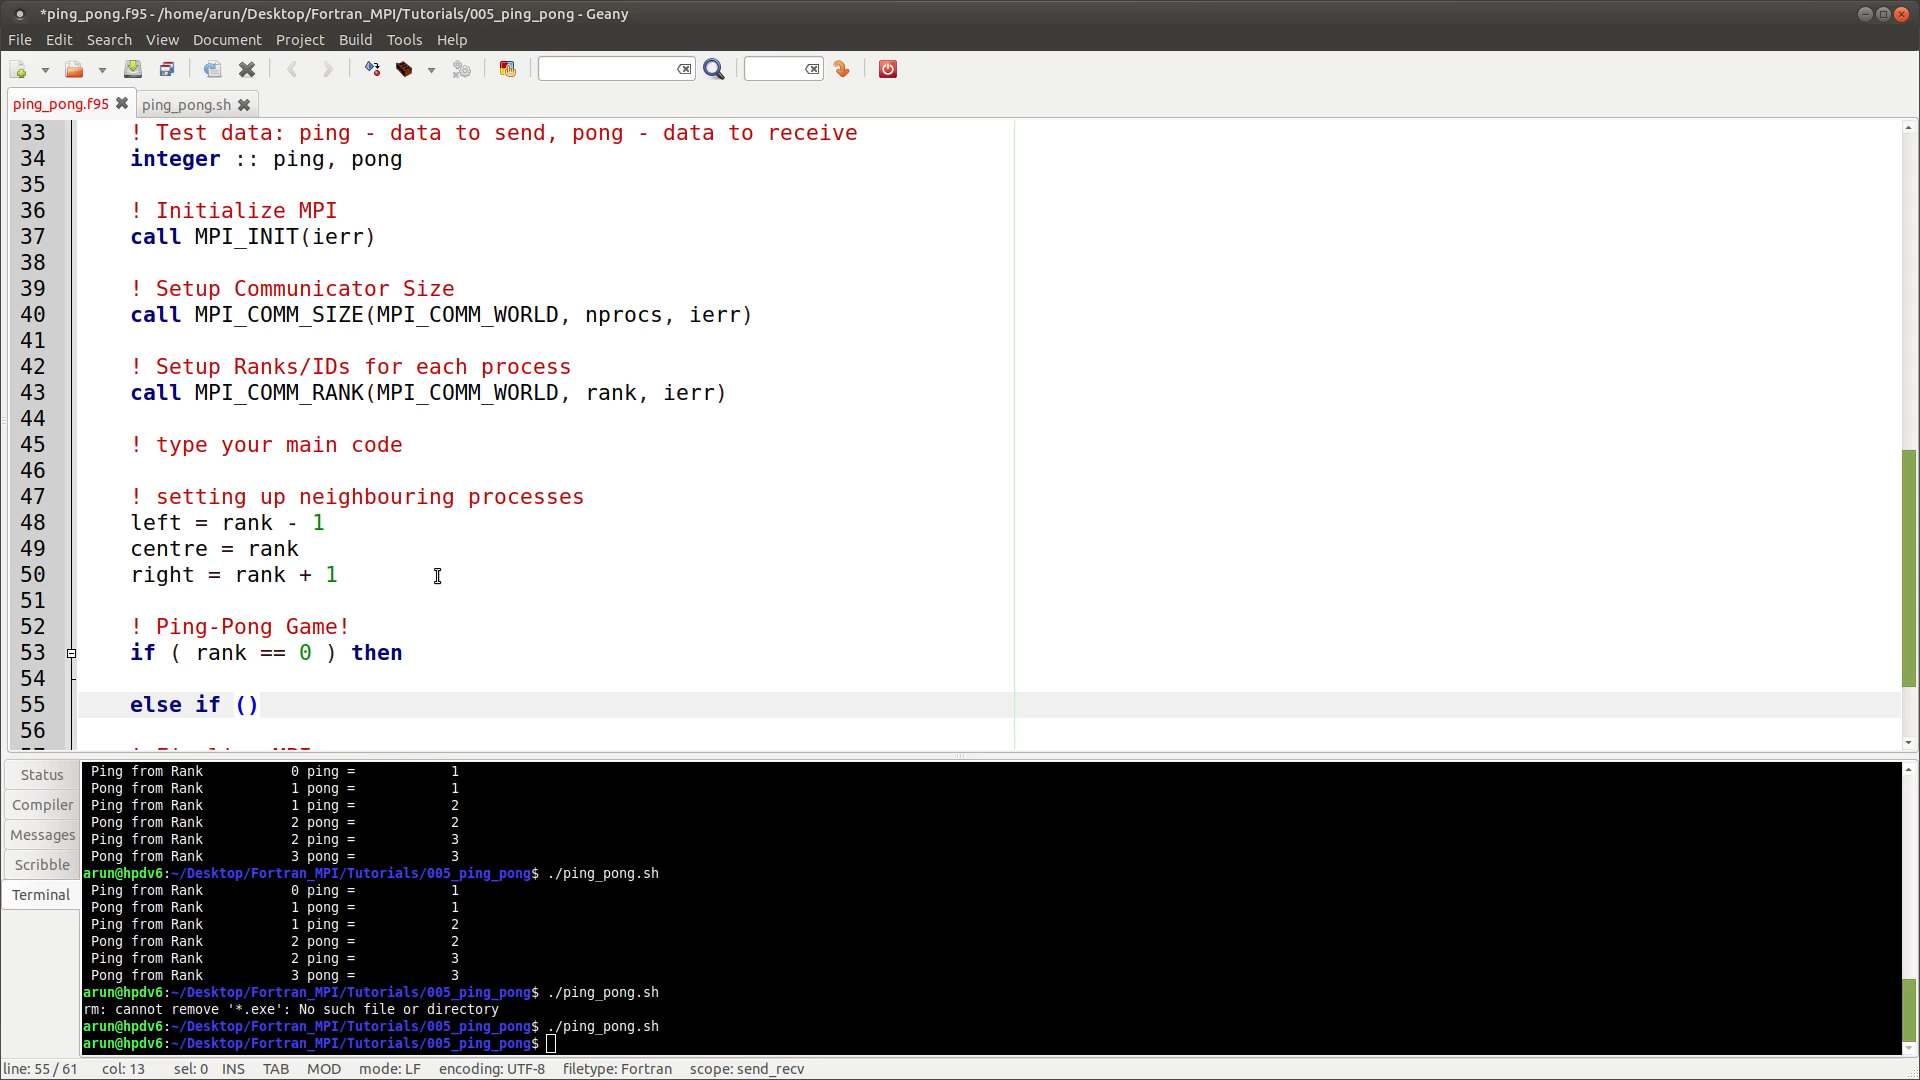 *ping_pong.f95 - /home/arun/Desktop/Fortran_MPI/Tutorials/005_ping_pong - Geany
File Edit Search View Document Project Build Tools Help
ping_pong.f95 ping_pong.sh
33 ! Test data: ping - data to send, pong - data to receive
34 integer :: ping, pong
35
36 ! Initialize MPI
37 call MPI_INIT(ierr)
38
39 ! Setup Communicator Size
40 call MPI_COMM_SIZE(MPI_COMM_WORLD, nprocs, ierr)
41
42 ! Setup Ranks/IDs for each process
43 call MPI_COMM_RANK(MPI_COMM_WORLD, rank, ierr)
44
45 ! type your main code
46
47 ! setting up neighbouring processes
48 left = rank - 1
49 centre = rank
50 right = rank + 1
51
52 ! Ping-Pong Game!
53 if ( rank == 0 ) then
54
55 else if ()
56
Status
Compiler
Messages
Scribble
Terminal
Ping from Rank 0 ping = 1
Pong from Rank 1 pong = 1
Ping from Rank 1 ping = 2
Pong from Rank 2 pong = 2
Ping from Rank 2 ping = 3
Pong from Rank 3 pong = 3
arun@hpdv6:~/Desktop/Fortran_MPI/Tutorials/005_ping_pong$ ./ping_pong.sh
Ping from Rank 0 ping = 1
Pong from Rank 1 pong = 1
Ping from Rank 1 ping = 2
Pong from Rank 2 pong = 2
Ping from Rank 2 ping = 3
Pong from Rank 3 pong = 3
arun@hpdv6:~/Desktop/Fortran_MPI/Tutorials/005_ping_pong$ ./ping_pong.sh
rm: cannot remove '*.exe': No such file or directory
arun@hpdv6:~/Desktop/Fortran_MPI/Tutorials/005_ping_pong$ ./ping_pong.sh
arun@hpdv6:~/Desktop/Fortran_MPI/Tutorials/005_ping_pong$
line: 55 / 61 col: 13 sel: 0 INS TAB MOD mode: LF encoding: UTF-8 filetype: Fortran scope: send_recv